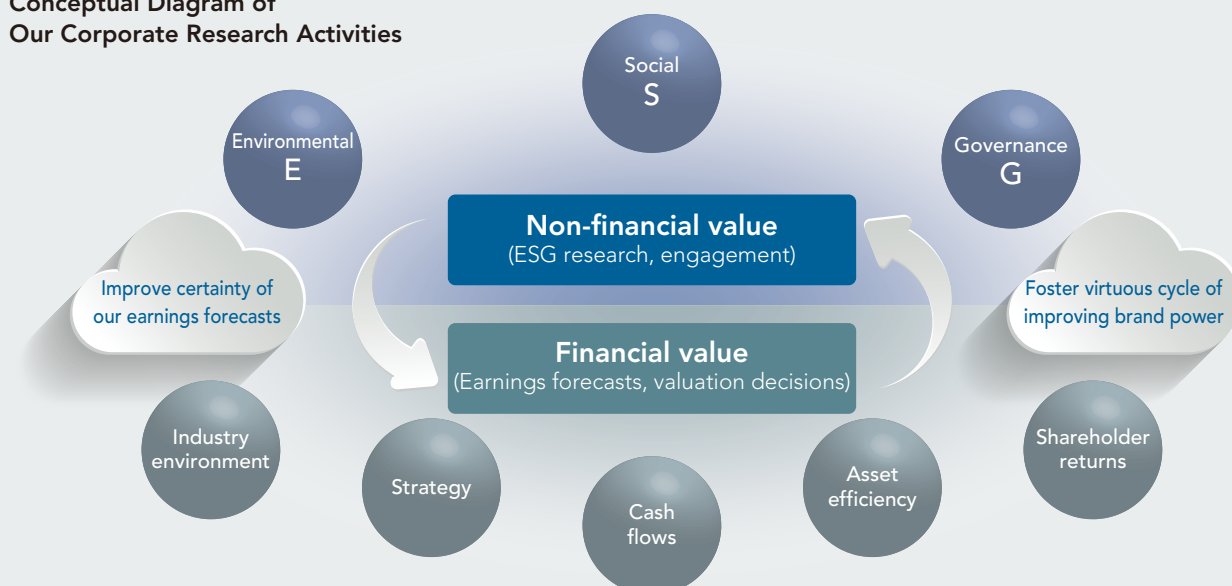 Conceptual Diagram of
Our Corporate Research Activities
Social
S
Environmental
E
Governance
G
Non-financial value
(ESG research, engagement)
Improve certainty of
our earnings forecasts
Foster virtuous cycle of
improving brand power
Financial value
(Earnings forecasts, valuation decisions)
Industry
environment
Strategy
Cash
flows
Asset
efficiency
Shareholder
returns